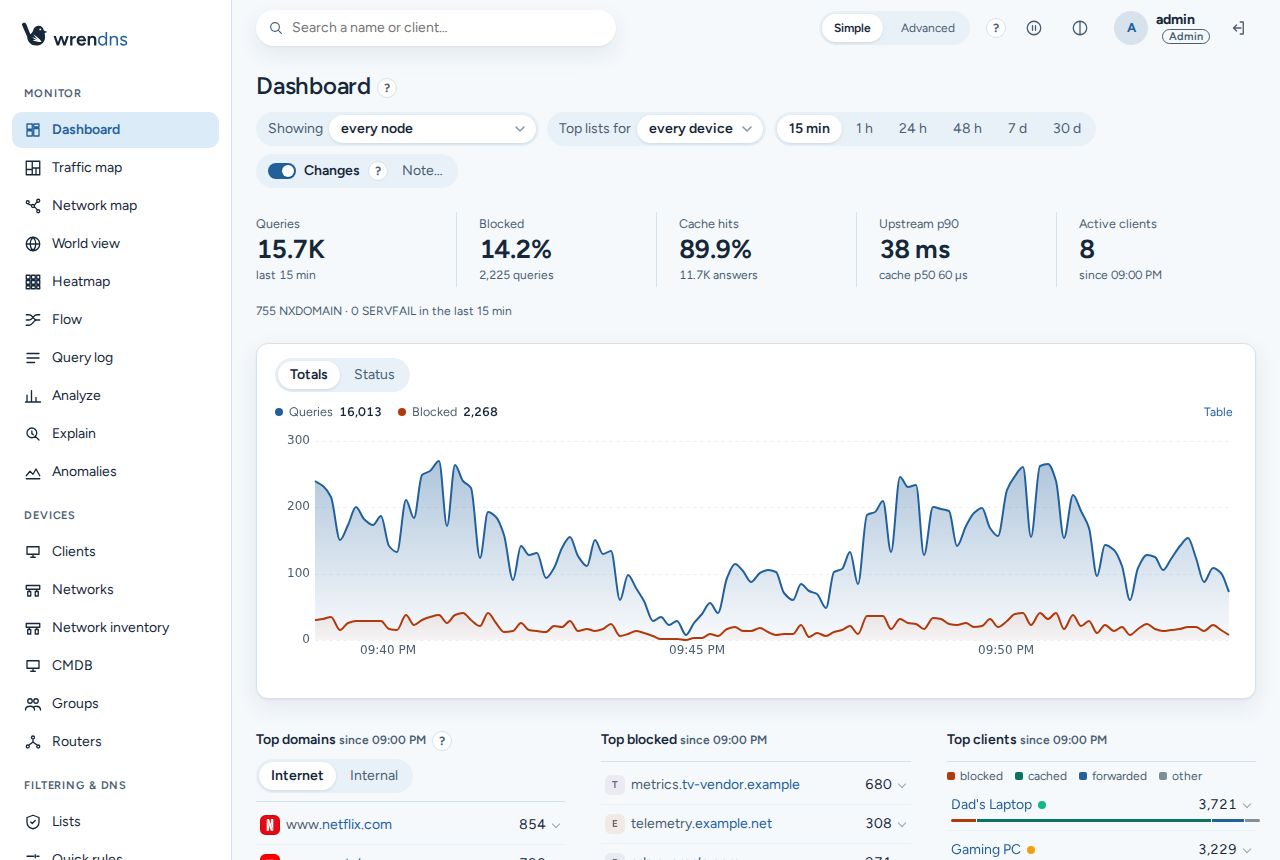 wrendns
Search a name or client...
Simple
Advanced
?
A
admin
Admin
MONITOR
Dashboard
Traffic map
Network map
World view
Heatmap
Flow
Query log
Analyze
Explain
Anomalies
DEVICES
Clients
Networks
Network inventory
CMDB
Groups
Routers
FILTERING & DNS
Lists
Quick rules
Dashboard ?
Showing every node
Top lists for every device
15 min 1 h 24 h 48 h 7 d 30 d
Changes ? Note...
Queries
15.7K
last 15 min
Blocked
14.2%
2,225 queries
Cache hits
89.9%
11.7K answers
Upstream p90
38 ms
cache p50 60 µs
Active clients
8
since 09:00 PM
755 NXDOMAIN · 0 SERVFAIL in the last 15 min
Totals Status
Queries 16,013 Blocked 2,268
Table
300
200
100
0
09:40 PM 09:45 PM 09:50 PM
Top domains since 09:00 PM ?
Internet Internal
N www.netflix.com 854
Top blocked since 09:00 PM
T metrics.tv-vendor.example 680
E telemetry.example.net 308
Top clients since 09:00 PM
blocked cached forwarded other
Dad's Laptop 3,721
Gaming PC 3,229